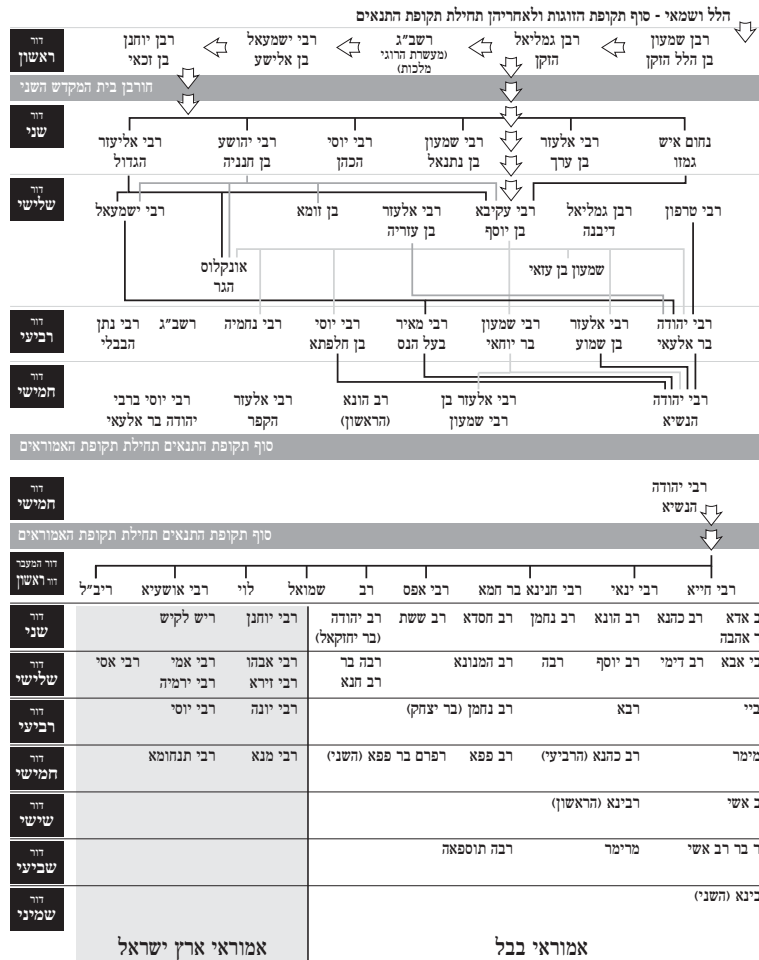 הלל ושמאי - סוף תקופת הזוגות ולאחריהן תחילת תקופת התנאים
דור ראשון
רבן שמעון בן הלל הזקן
רבן גמליאל הזקן
רשב"ג (מעשרת הרוגי מלכות)
רבי ישמעאל בן אלישע
רבן יוחנן בן זכאי
חורבן בית המקדש השני
דור שני
נחום איש גמזו
רבי אלעזר בן ערך
רבי שמעון בן נתנאל
רבי יוסי הכהן
רבי יהושע בן חנניה
רבי אליעזר הגדול
דור שלישי
רבי טרפון
רבן גמליאל דיבנה
רבי עקיבא בן יוסף
רבי אלעזר בן עזריה
בן זומא
רבי ישמעאל
שמעון בן עזאי
אונקלוס הגר
דור רביעי
רבי יהודה בר אלעאי
רבי אלעזר בן שמוע
רבי שמעון בר יוחאי
רבי מאיר בעל הנס
רבי יוסי בן חלפתא
רבי נחמיה
רשב"ג
רבי נתן הבבלי
דור חמישי
רבי יהודה הנשיא
רבי אלעזר בן רבי שמעון
רב הונא (הראשון)
רבי אלעזר הקפר
רבי יוסי ברבי יהודה בר אלעאי
סוף תקופת התנאים תחילת תקופת האמוראים
דור חמישי
רבי יהודה הנשיא
סוף תקופת התנאים תחילת תקופת האמוראים
דור המעבר דור ראשון
רבי חייא
רבי ינאי
רבי חנינא בר חמא
רבי אפס
רב
שמואל
לוי
רבי אושעיא
ריב"ל
דור שני
ב אדא ר אהבה
רב כהנא
רב הונא
רב נחמן
רב חסדא
רב ששת
רב יהודה (בר יחזקאל)
רבי יוחנן
ריש לקיש
דור שלישי
בי אבא
רב דימי
רב יוסף
רבה
רב המנונא
רבה בר רב חנא
רבי אבהו
רבי זירא
רבי אמי
רבי ירמיה
רבי אסי
דור רביעי
ביי
רבא
רב נחמן (בר יצחק)
רבי יונה
רבי יוסי
דור חמישי
מימר
רב כהנא (הרביעי)
רב פפא
רפרם בר פפא (השני)
רבי מנא
רבי תנחומא
דור שישי
ב אשי
רבינא (הראשון)
דור שביעי
ר בר רב אשי
מרימר
רבה תוספאה
דור שמיני
בינא (השני)
אמוראי בבל
אמוראי ארץ ישראל